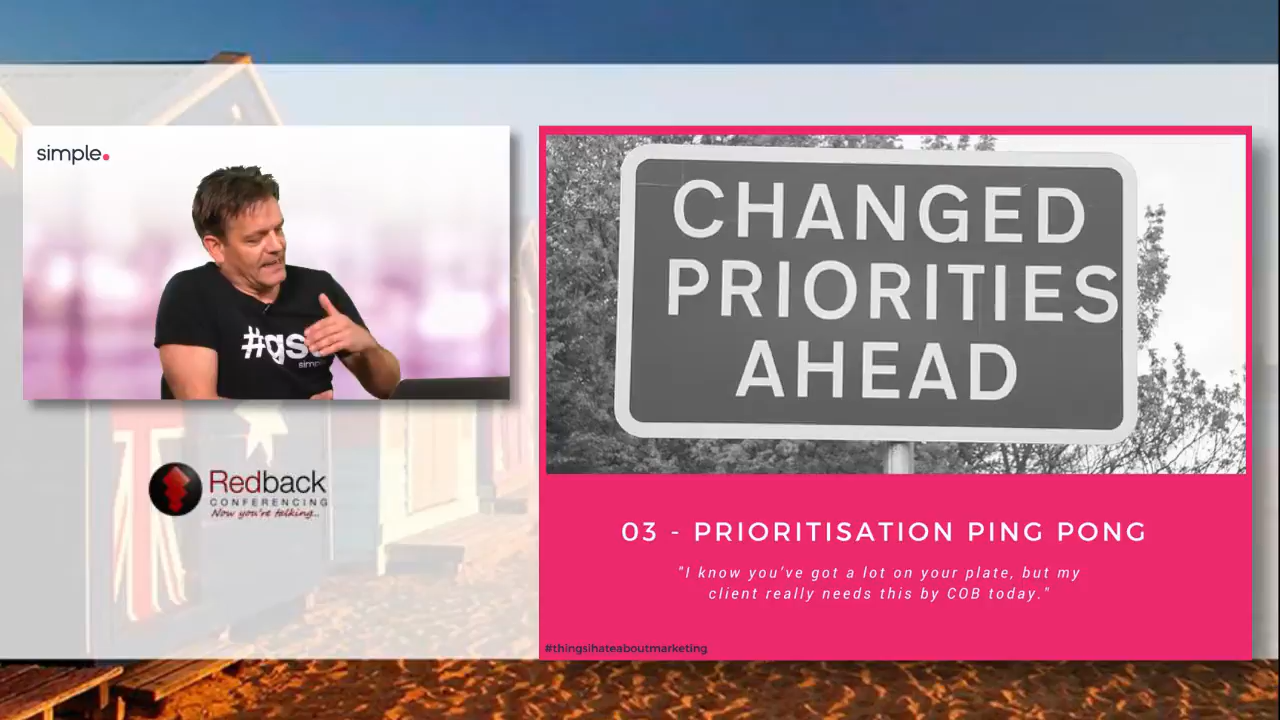 simple.
#gs
simple
Redback
CONFERENCING
Now you're talking...
CHANGED
PRIORITIES
AHEAD
03 - PRIORITISATION PING PONG
"I know you've got a lot on your plate, but my
client really needs this by COB today."
#thingsihateaboutmarketing